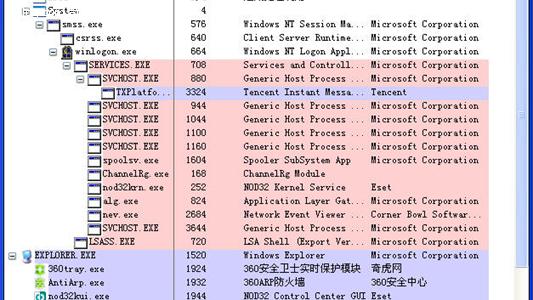 System 4
smss.exe 576 Windows NT Session Ma... Microsoft Corporation
csrss.exe 640 Client Server Runtime... Microsoft Corporation
winlogon.exe 664 Windows NT Logon Appl... Microsoft Corporation
SERVICES.EXE 708 Services and Controll... Microsoft Corporation
SVCHOST.EXE 880 Generic Host Process ... Microsoft Corporation
TXPlatfo... 3324 Tencent Instant Messa... Tencent
SVCHOST.EXE 944 Generic Host Process ... Microsoft Corporation
SVCHOST.EXE 1044 Generic Host Process ... Microsoft Corporation
SVCHOST.EXE 1100 Generic Host Process ... Microsoft Corporation
SVCHOST.EXE 1160 Generic Host Process ... Microsoft Corporation
spoolsv.exe 1604 Spooler SubSystem App Microsoft Corporation
ChannelRg.exe 168 ChannelRg Module
nod32krn.exe 252 NOD32 Kernel Service Eset
alg.exe 824 Application Layer Gat... Microsoft Corporation
nev.exe 2684 Network Event Viewer ... Corner Bowl Softwar...
SVCHOST.EXE 3644 Generic Host Process ... Microsoft Corporation
LSASS.EXE 720 LSA Shell (Export Ver... Microsoft Corporation
EXPLORER.EXE 1520 Windows Explorer Microsoft Corporation
360tray.exe 1924 360安全卫士实时保护模块 奇虎网
AntiArp.exe 1932 360ARP防火墙 360安全中心
nod32kui.exe 1944 NOD32 Control Center GUI Eset